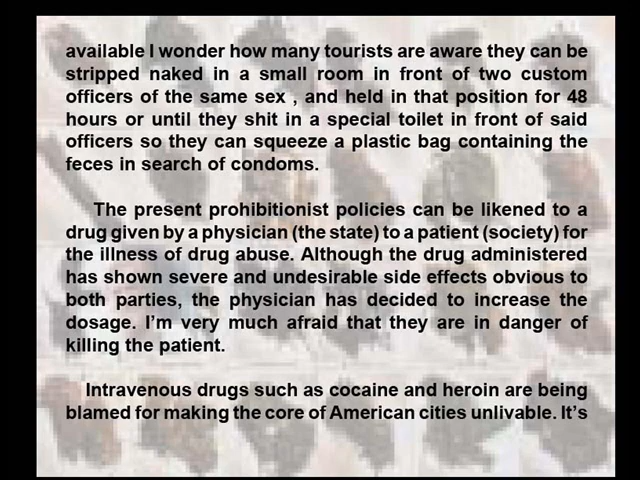 available I wonder how many tourists are aware they can be
stripped naked in a small room in front of two custom
officers of the same sex , and held in that position for 48
hours or until they shit in a special toilet in front of said
officers so they can squeeze a plastic bag containing the
feces in search of condoms.
The present prohibitionist policies can be likened to a
drug given by a physician (the state) to a patient (society) for
the illness of drug abuse. Although the drug administered
has shown severe and undesirable side effects obvious to
both parties, the physician has decided to increase the
dosage. I’m very much afraid that they are in danger of
killing the patient.
Intravenous drugs such as cocaine and heroin are being
blamed for making the core of American cities unlivable. It’s